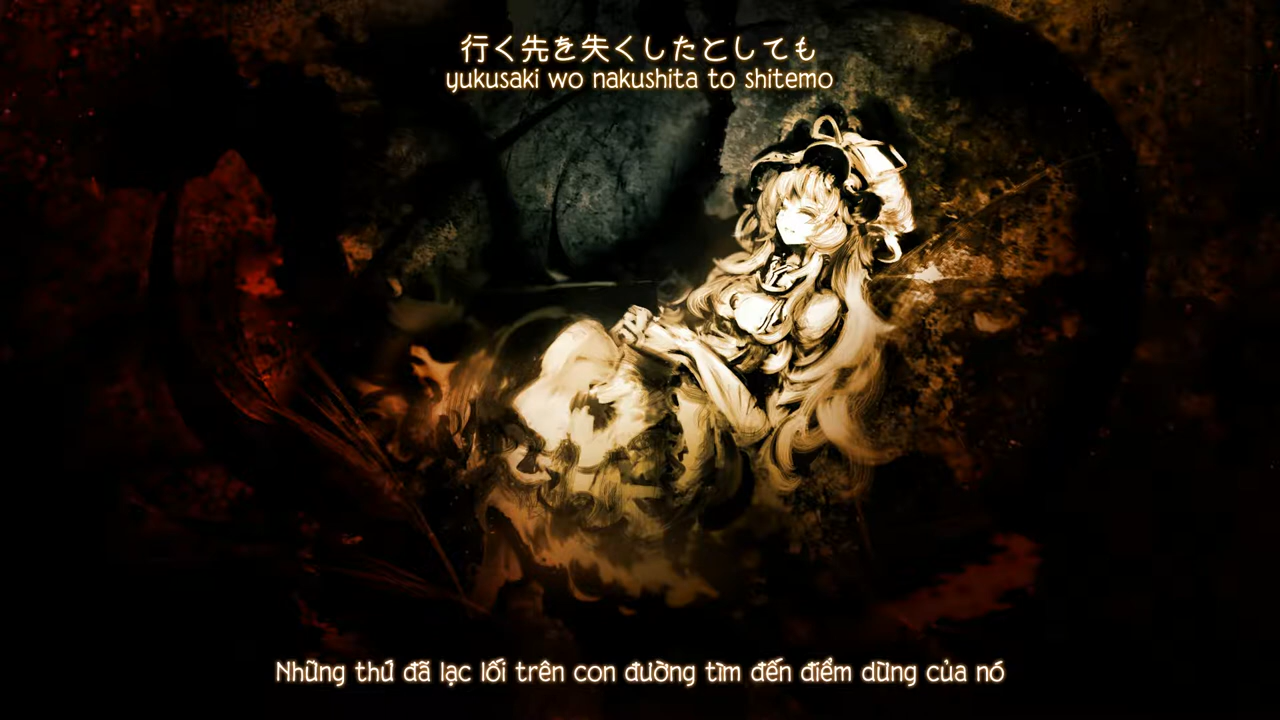 行く先を失くしたとしても
yukusaki wo nakushita to shitemo
Những thứ đã lạc lối trên con đường tìm đến điểm dừng của nó